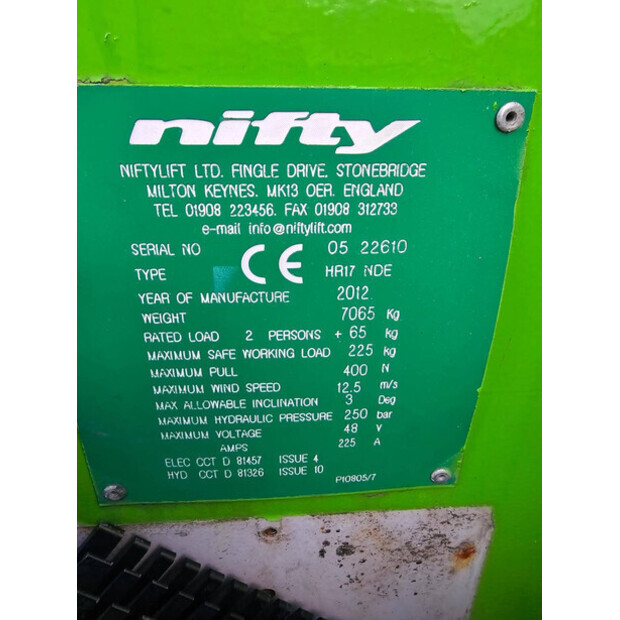 nifty
NIFTYLIFT LTD. FINGLE DRIVE, STONEBRIDGE
MILTON KEYNES. MK13 OER. ENGLAND
TEL 01908 223456. FAX 01908 312733
e-mail info@niftylift.com
SERIAL NO 05 22610
TYPE CE HR17 NDE
YEAR OF MANUFACTURE 2012
WEIGHT 7065 Kg
RATED LOAD 2 PERSONS + 65 kg
MAXIMUM SAFE WORKING LOAD 225 kg
MAXIMUM PULL 400 N
MAXIMUM WIND SPEED 12.5 m/s
MAX ALLOWABLE INCLINATION 3 Deg
MAXIMUM HYDRAULIC PRESSURE 250 bar
MAXIMUM VOLTAGE 48 V
AMPS 225 A
ELEC CCT D 81457 ISSUE 4
HYD CCT D 81326 ISSUE 10
P10805/7